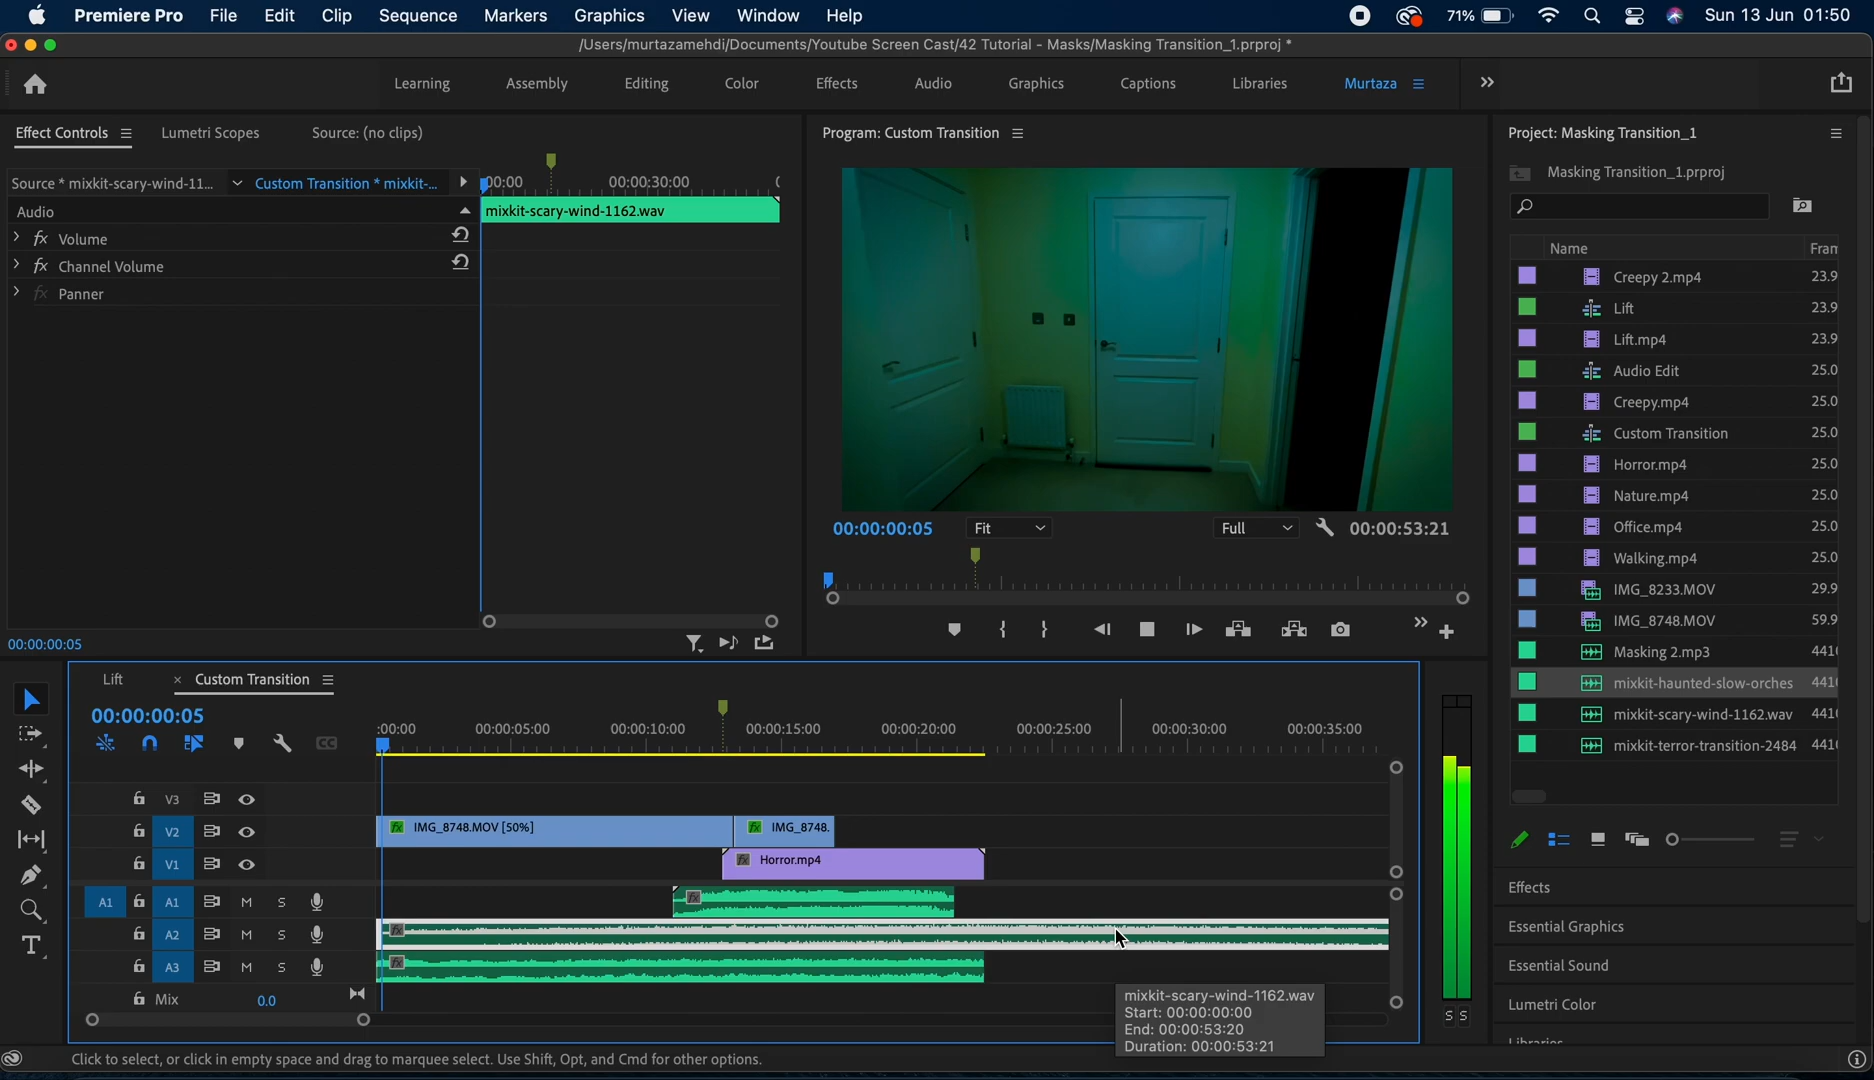 Premiere Pro File Edit Clip Sequence Markers Graphics View Window Help 71% Sun 13 Jun 01:50
/Users/murtazamehdi/Documents/Youtube Screen Cast/42 Tutorial - Masks/Masking Transition_1.prproj *
Learning Assembly Editing Color Effects Audio Graphics Captions Libraries Murtaza
Effect Controls Lumetri Scopes Source: (no clips)
Source * mixkit-scary-wind-11... Custom Transition * mixkit-...
:00:00 00:00:30:00
Audio
mixkit-scary-wind-1162.wav
fx Volume
fx Channel Volume
fx Panner
00:00:00:05
Program: Custom Transition
00:00:00:05 Fit Full 00:00:53:21
Project: Masking Transition_1
Masking Transition_1.prproj
Name Fram
Creepy 2.mp4 23.9
Lift 23.9
Lift.mp4 23.9
Audio Edit 25.0
Creepy.mp4 25.0
Custom Transition 25.0
Horror.mp4 25.0
Nature.mp4 25.0
Office.mp4 25.0
Walking.mp4 25.0
IMG_8233.MOV 29.9
IMG_8748.MOV 59.9
Masking 2.mp3 4410
mixkit-haunted-slow-orches 4410
mixkit-scary-wind-1162.wav 4410
mixkit-terror-transition-2484 4410
Effects
Essential Graphics
Essential Sound
Lumetri Color
Libraries
Lift × Custom Transition
00:00:00:05
:00:00 00:00:05:00 00:00:10:00 00:00:15:00 00:00:20:00 00:00:25:00 00:00:30:00 00:00:35:00
V3
V2 fx IMG_8748.MOV [50%] fx IMG_8748.
V1 fx Horror.mp4
A1 A1 M S fx
A2 M S fx
A3 M S fx
Mix 0.0
S S
mixkit-scary-wind-1162.wav
Start: 00:00:00:00
End: 00:00:53:20
Duration: 00:00:53:21
Click to select, or click in empty space and drag to marquee select. Use Shift, Opt, and Cmd for other options.